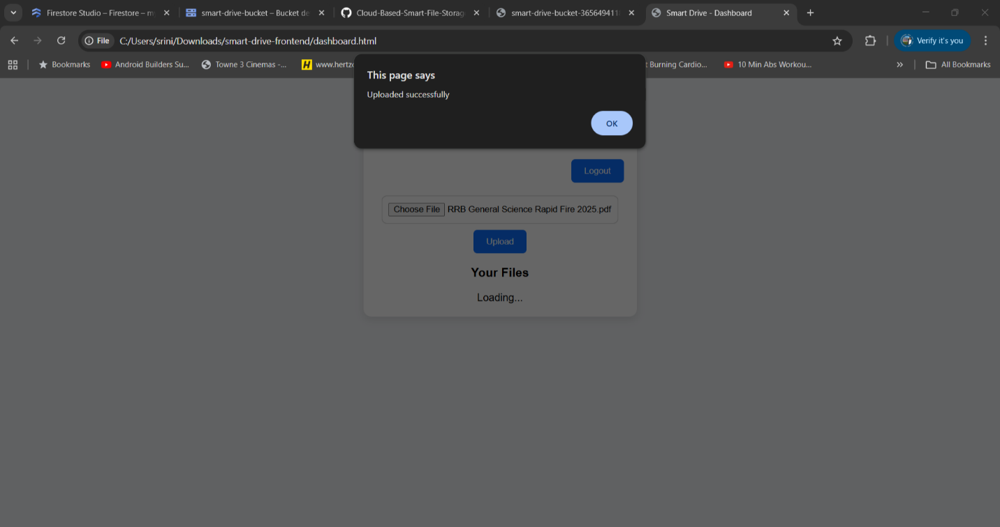 Firestore Studio – Firestore – m
smart-drive-bucket – Bucket de
Cloud-Based-Smart-File-Storag
smart-drive-bucket-365649411
Smart Drive - Dashboard
File
C:/Users/srini/Downloads/smart-drive-frontend/dashboard.html
Verify it's you
Bookmarks
Android Builders Su...
Towne 3 Cinemas -...
H
www.hertz
t Burning Cardio...
10 Min Abs Workou...
»
All Bookmarks
This page says
Uploaded successfully
OK
Logout
Choose File RRB General Science Rapid Fire 2025.pdf
Upload
Your Files
Loading...